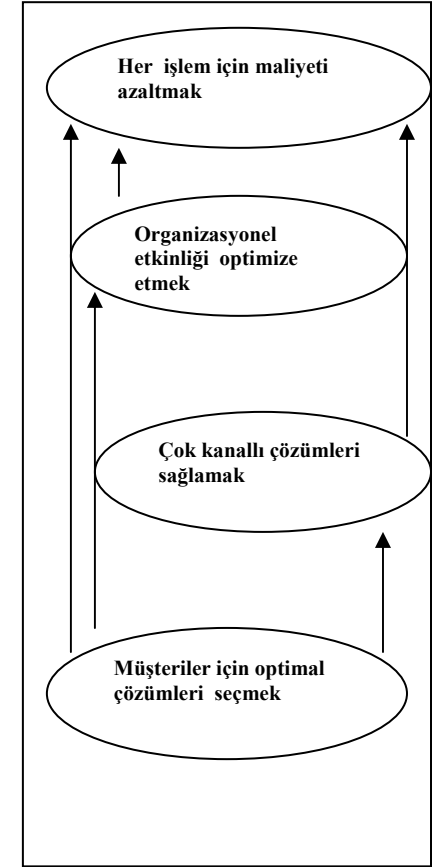 Her işlem için maliyeti
azaltmak
Organizasyonel
etkinliği optimize
etmek
Çok kanallı çözümleri
sağlamak
Müşteriler için optimal
çözümleri seçmek